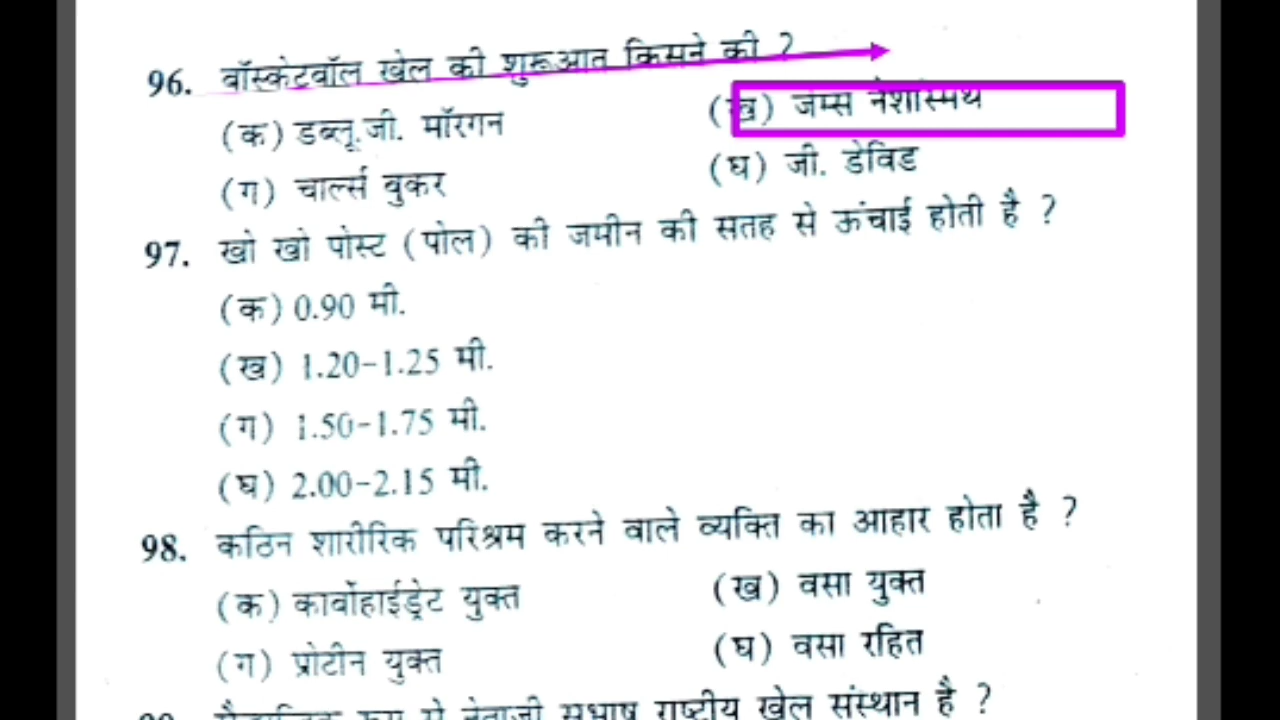 96. बॉस्केटबॉल खेल की शुरूआत किसने की ?
(क) डब्लू.जी. मॉरगन (ख) जेम्स नेशस्मिथ
(ग) चार्ल्स बुकर (घ) जी. डेविड
97. खो खो पोस्ट (पोल) की जमीन की सतह से ऊंचाई होती है ?
(क) 0.90 मी.
(ख) 1.20-1.25 मी.
(ग) 1.50-1.75 मी.
(घ) 2.00-2.15 मी.
98. कठिन शारीरिक परिश्रम करने वाले व्यक्ति का आहार होता है ?
(क) कार्बोहाईड्रेट युक्त (ख) वसा युक्त
(ग) प्रोटीन युक्त (घ) वसा रहित
नेताजी सुभाष राष्ट्रीय खेल संस्थान है ?